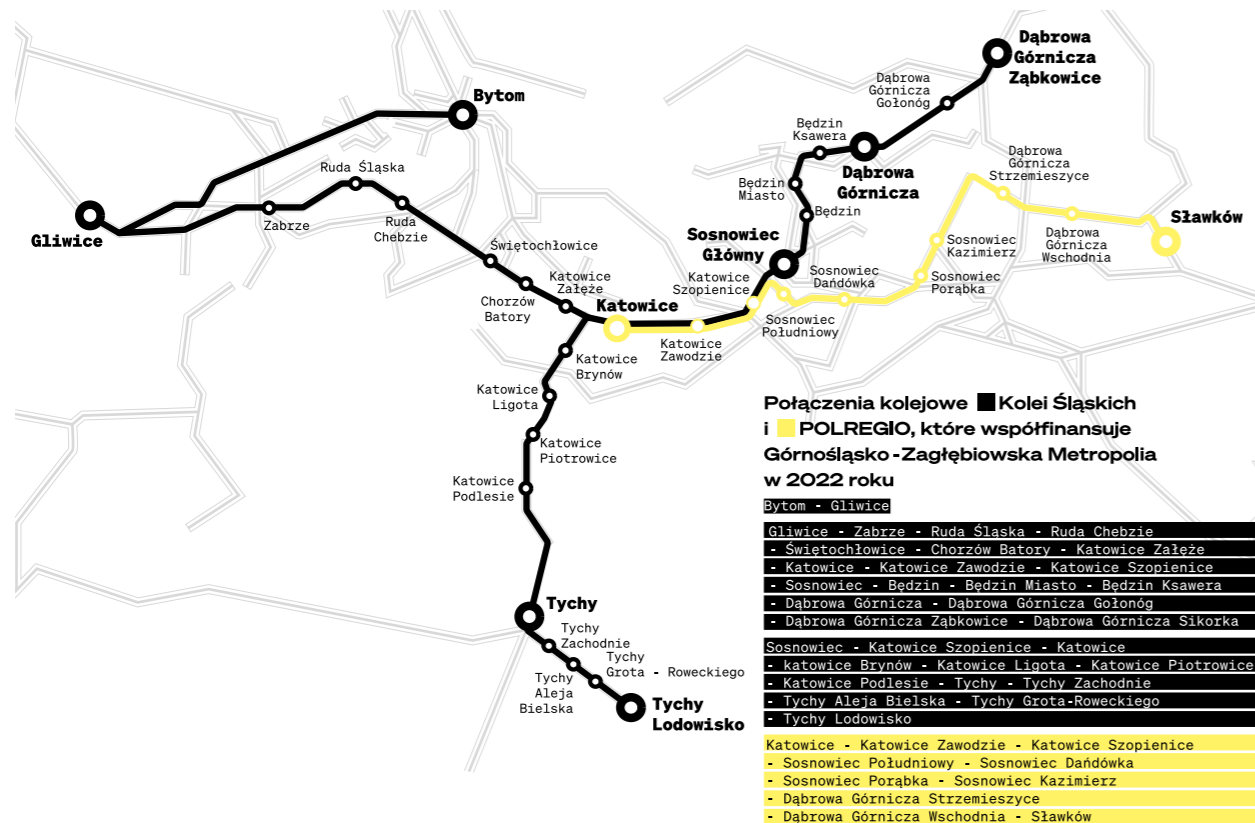 Dąbrowa
Górnicza
Ząbkowice
Dąbrowa
Górnicza
Gołonóg
Bytom
Będzin
Ksawera
Dąbrowa
Górnicza
Strzemieszyce
Ruda Śląska
Dąbrowa
Górnicza
Będzin
Miasto
Będzin
Zabrze
Ruda
Chebzie
Gliwice
Sławków
Sosnowiec
Główny
Świętochłowice
Sosnowiec
Kazimierz
Dąbrowa
Górnicza
Wschodnia
Katowice
Załęże
Katowice
Szopienice
Sosnowiec
Dańdówka
Sosnowiec
Porąbka
Chorzów
Batory
Katowice
Sosnowiec
Południowy
Katowice
Zawodzie
Katowice
Brynów
Katowice
Ligota
Katowice
Piotrowice
Katowice
Podlesie
Tychy
Tychy
Zachodnie
Tychy
Grota - Roweckiego
Tychy
Aleja
Bielska
Tychy
Lodowisko
Połączenia kolejowe Kolei Śląskich
i POLREGIO, które współfinansuje
Górnośląsko-Zagłębiowska Metropolia
w 2022 roku
Bytom - Gliwice
Gliwice - Zabrze - Ruda Śląska - Ruda Chebzie
- Świętochłowice - Chorzów Batory - Katowice Załęże
- Katowice - Katowice Zawodzie - Katowice Szopienice
- Sosnowiec - Będzin - Będzin Miasto - Będzin Ksawera
- Dąbrowa Górnicza - Dąbrowa Górnicza Gołonóg
- Dąbrowa Górnicza Ząbkowice - Dąbrowa Górnicza Sikorka
Sosnowiec - Katowice Szopienice - Katowice
- katowice Brynów - Katowice Ligota - Katowice Piotrowice
- Katowice Podlesie - Tychy - Tychy Zachodnie
- Tychy Aleja Bielska - Tychy Grota-Roweckiego
- Tychy Lodowisko
Katowice - Katowice Zawodzie - Katowice Szopienice
- Sosnowiec Południowy - Sosnowiec Dańdówka
- Sosnowiec Porąbka - Sosnowiec Kazimierz
- Dąbrowa Górnicza Strzemieszyce
- Dąbrowa Górnicza Wschodnia - Sławków